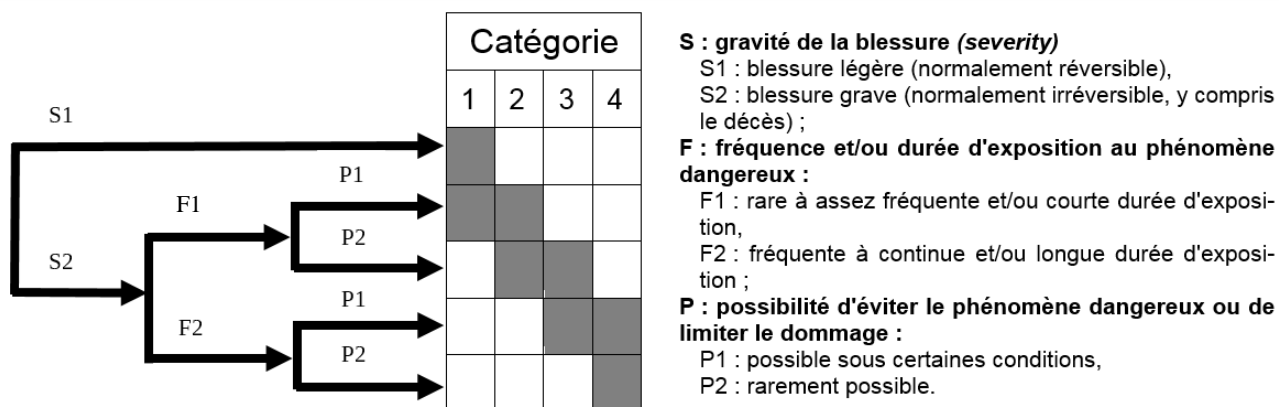 Catégorie
1 2 3 4
S1
P1
F1
P2
S2
P1
F2
P2
S : gravité de la blessure (severity)
S1 : blessure légère (normalement réversible),
S2 : blessure grave (normalement irréversible, y compris
le décès) ;
F : fréquence et/ou durée d'exposition au phénomène
dangereux :
F1 : rare à assez fréquente et/ou courte durée d'exposi-
tion,
F2 : fréquente à continue et/ou longue durée d'exposi-
tion ;
P : possibilité d'éviter le phénomène dangereux ou de
limiter le dommage :
P1 : possible sous certaines conditions,
P2 : rarement possible.